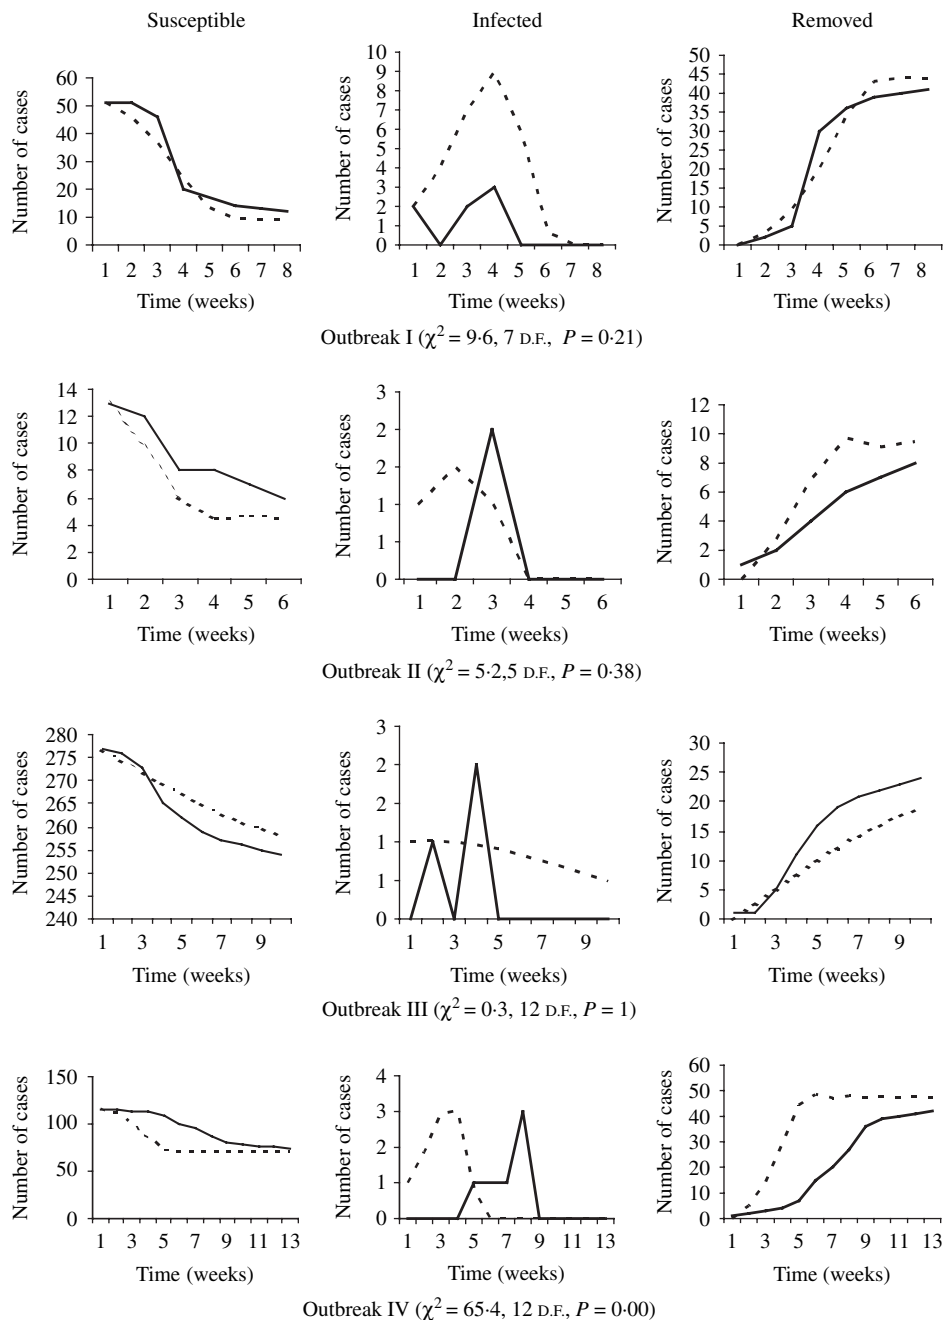 Susceptible
Infected
Removed
Number of cases
60
50
40
30
20
10
0
1 2 3 4 5 6 7 8
Time (weeks)
Number of cases
10
9
8
7
6
5
4
3
2
1
0
1 2 3 4 5 6 7 8
Time (weeks)
Number of cases
50
45
40
35
30
25
20
15
10
5
0
1 2 3 4 5 6 7 8
Time (weeks)
Outbreak I (χ² = 9·6, 7 D.F., P = 0·21)
Number of cases
14
12
10
8
6
4
2
0
1 2 3 4 5 6
Time (weeks)
Number of cases
3
2
2
1
1
0
1 2 3 4 5 6
Time (weeks)
Number of cases
12
10
8
6
4
2
0
1 2 3 4 5 6
Time (weeks)
Outbreak II (χ² = 5·2,5 D.F., P = 0·38)
Number of cases
280
275
270
265
260
255
250
245
240
1 3 5 7 9
Time (weeks)
Number of cases
3
2
2
1
1
0
1 3 5 7 9
Time (weeks)
Number of cases
30
25
20
15
10
5
0
1 3 5 7 9
Time (weeks)
Outbreak III (χ² = 0·3, 12 D.F., P = 1)
Number of cases
150
100
50
0
1 3 5 7 9 11 13
Time (weeks)
Number of cases
4
3
2
1
0
1 3 5 7 9 11 13
Time (weeks)
Number of cases
60
50
40
30
20
10
0
1 3 5 7 9 11 13
Time (weeks)
Outbreak IV (χ² = 65·4, 12 D.F., P = 0·00)